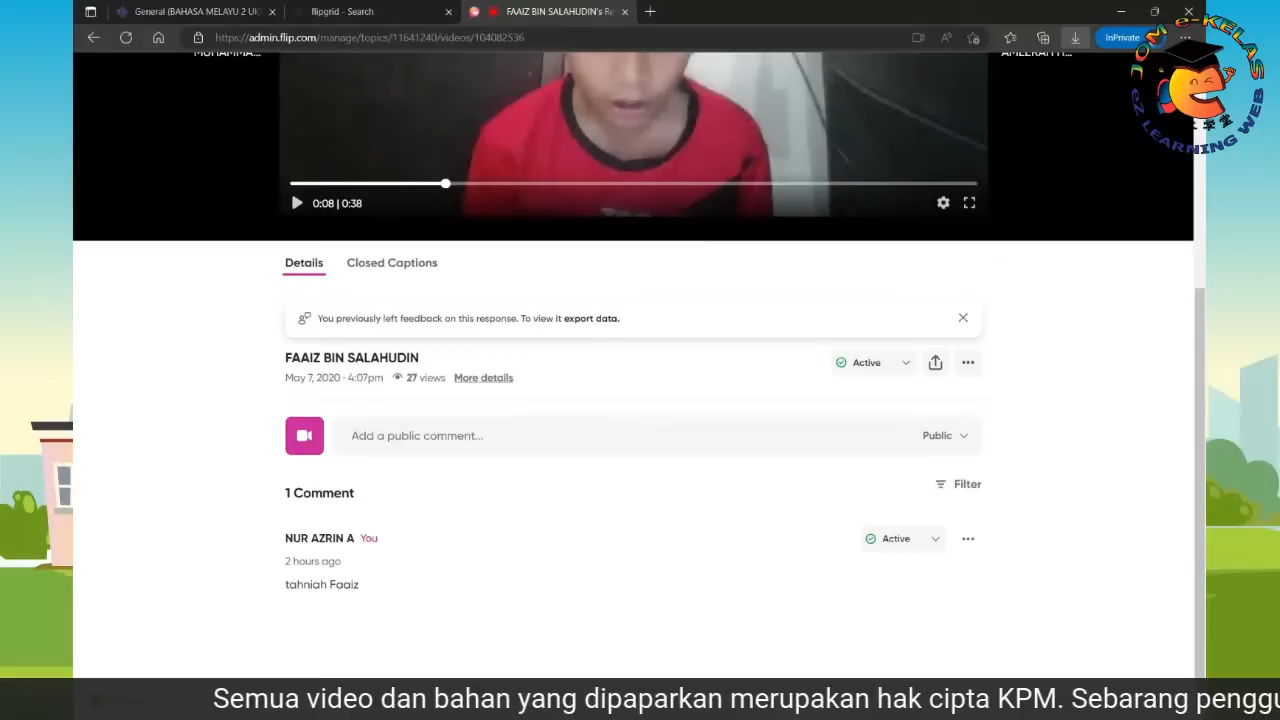 General (BAHASA MELAYU 2 UK
flipgrid - Search
FAAIZ BIN SALAHUDIN's Re
https://admin.flip.com/manage/topics/11641240/videos/104082536
InPrivate
TOM e-KELAS
EZ LEARNING WEB
0:08 | 0:38
Details
Closed Captions
You previously left feedback on this response. To view it export data.
FAAIZ BIN SALAHUDIN
Active
May 7, 2020 · 4:07pm
27 views
More details
Add a public comment...
Public
1 Comment
Filter
NUR AZRIN A You
Active
2 hours ago
tahniah Faaiz
Semua video dan bahan yang dipaparkan merupakan hak cipta KPM. Sebarang penggu